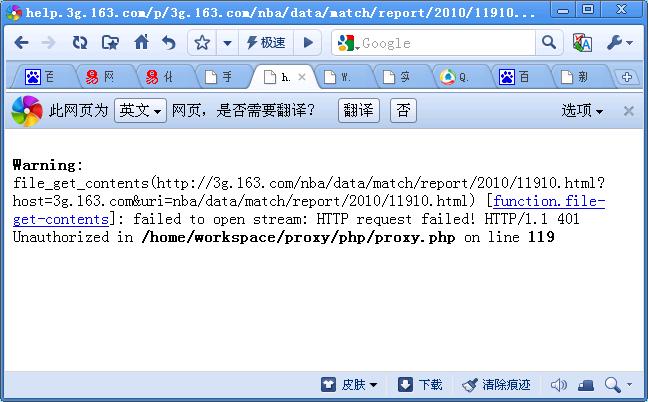 help.3g.163.com/p/3g.163.com/nba/data/match/report/2010/11910...
极速
Google
百 网 化 手 h. W. 实 Q. 百 新
此网页为 英文 网页，是否需要翻译？ 翻译 否 选项
Warning:
file_get_contents(http://3g.163.com/nba/data/match/report/2010/11910.html?
host=3g.163.com&uri=nba/data/match/report/2010/11910.html) [function.file-
get-contents]: failed to open stream: HTTP request failed! HTTP/1.1 401
Unauthorized in /home/workspace/proxy/php/proxy.php on line 119
皮肤 下载 清除痕迹